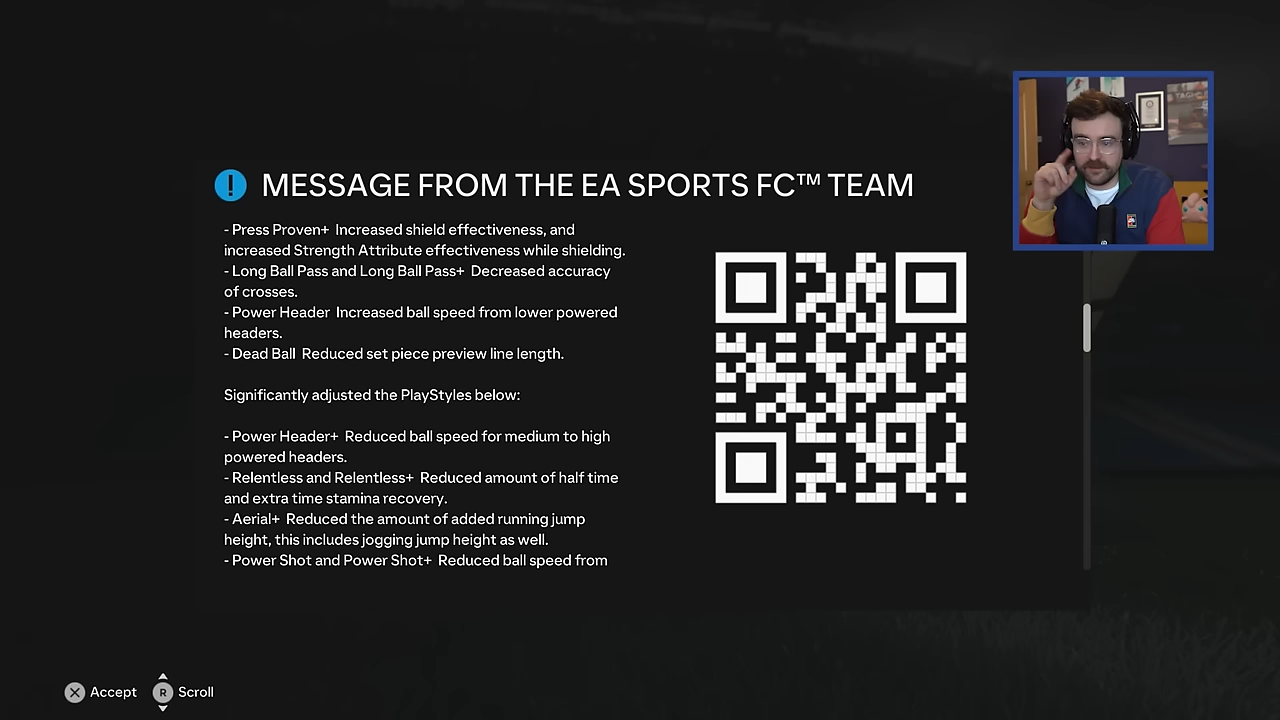 MESSAGE FROM THE EA SPORTS FC™ TEAM
- Press Proven+ Increased shield effectiveness, and
increased Strength Attribute effectiveness while shielding.
- Long Ball Pass and Long Ball Pass+ Decreased accuracy
of crosses.
- Power Header Increased ball speed from lower powered
headers.
- Dead Ball Reduced set piece preview line length.
Significantly adjusted the PlayStyles below:
- Power Header+ Reduced ball speed for medium to high
powered headers.
- Relentless and Relentless+ Reduced amount of half time
and extra time stamina recovery.
- Aerial+ Reduced the amount of added running jump
height, this includes jogging jump height as well.
- Power Shot and Power Shot+ Reduced ball speed from
Accept
R Scroll